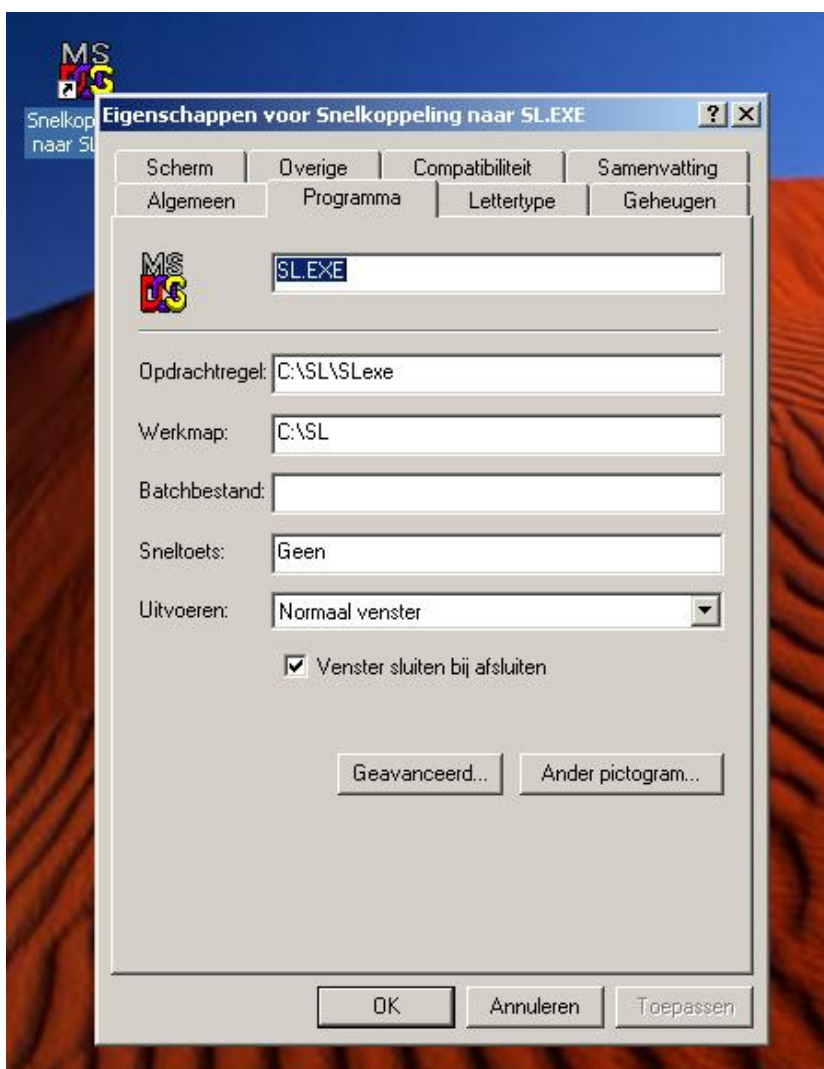 MS
DOS
Snelkop
naar SL
Eigenschappen voor Snelkoppeling naar SL.EXE
Scherm Overige Compatibiliteit Samenvatting
Algemeen Programma Lettertype Geheugen
MS
DOS
SL.EXE
Opdrachtregel: C:\SL\SLexe
Werkmap: C:\SL
Batchbestand:
Sneltoets: Geen
Uitvoeren: Normaal venster
Venster sluiten bij afsluiten
Geavanceerd... Ander pictogram...
OK Annuleren Toepassen